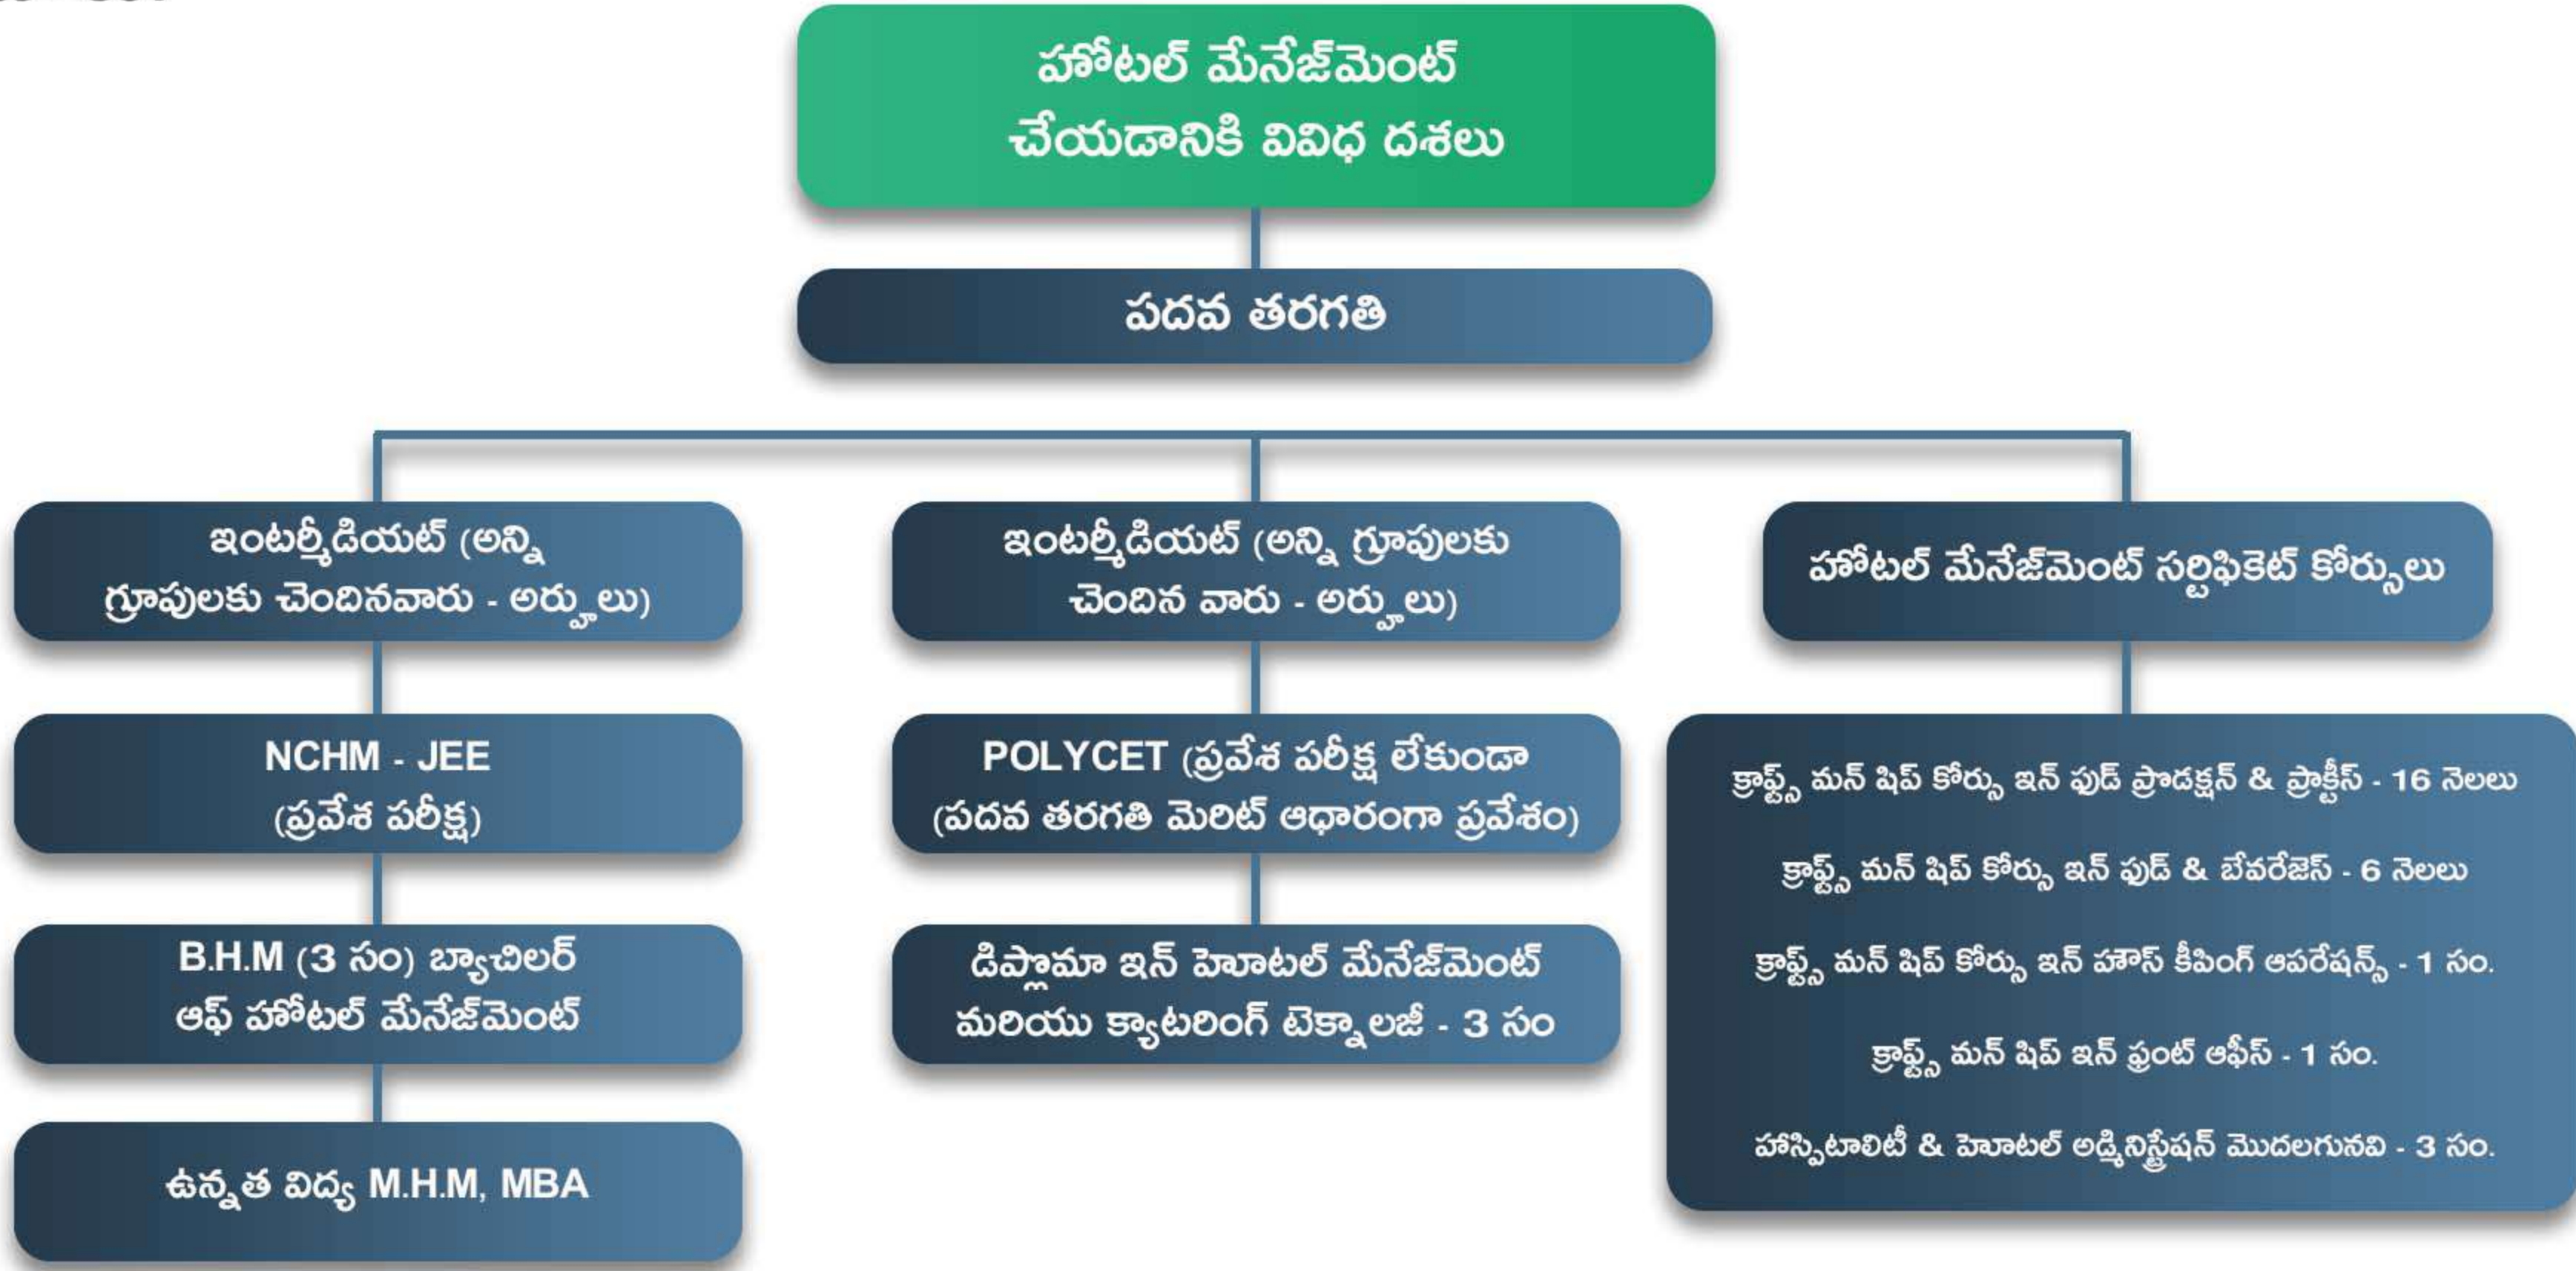 హోటల్ మేనేజ్‌మెంట్
చేయడానికి వివిధ దశలు
పదవ తరగతి
ఇంటర్మీడియట్ (అన్ని
గ్రూపులకు చెందినవారు - అర్హులు)
NCHM - JEE
(ప్రవేశ పరీక్ష)
B.H.M (3 సం) బ్యాచిలర్
ఆఫ్ హోటల్ మేనేజ్‌మెంట్
ఉన్నత విద్య M.H.M, MBA
ఇంటర్మీడియట్ (అన్ని గ్రూపులకు
చెందిన వారు - అర్హులు)
POLYCET (ప్రవేశ పరీక్ష లేకుండా
(పదవ తరగతి మెరిట్ ఆధారంగా ప్రవేశం)
డిప్లొమా ఇన్ హెూటల్ మేనేజ్‌మెంట్
మరియు క్యాటరింగ్ టెక్నాలజీ - 3 సం
హోటల్ మేనేజ్‌మెంట్ సర్టిఫికెట్ కోర్సులు
క్రాఫ్ట్స్ మన్ షిప్ కోర్సు ఇన్ ఫుడ్ ప్రొడక్షన్ & ప్రాక్టీస్ - 16 నెలలు
క్రాఫ్ట్స్ మన్ షిప్ కోర్సు ఇన్ ఫుడ్ & బేవరేజెస్ - 6 నెలలు
క్రాఫ్ట్స్ మన్ షిప్ కోర్సు ఇన్ హౌస్ కీపింగ్ ఆపరేషన్స్ - 1 సం.
క్రాఫ్ట్స్ మన్ షిప్ ఇన్ ఫ్రంట్ ఆఫీస్ - 1 సం.
హాస్పిటాలిటీ & హెూటల్ అడ్మినిస్ట్రేషన్ మొదలగునవి - 3 సం.